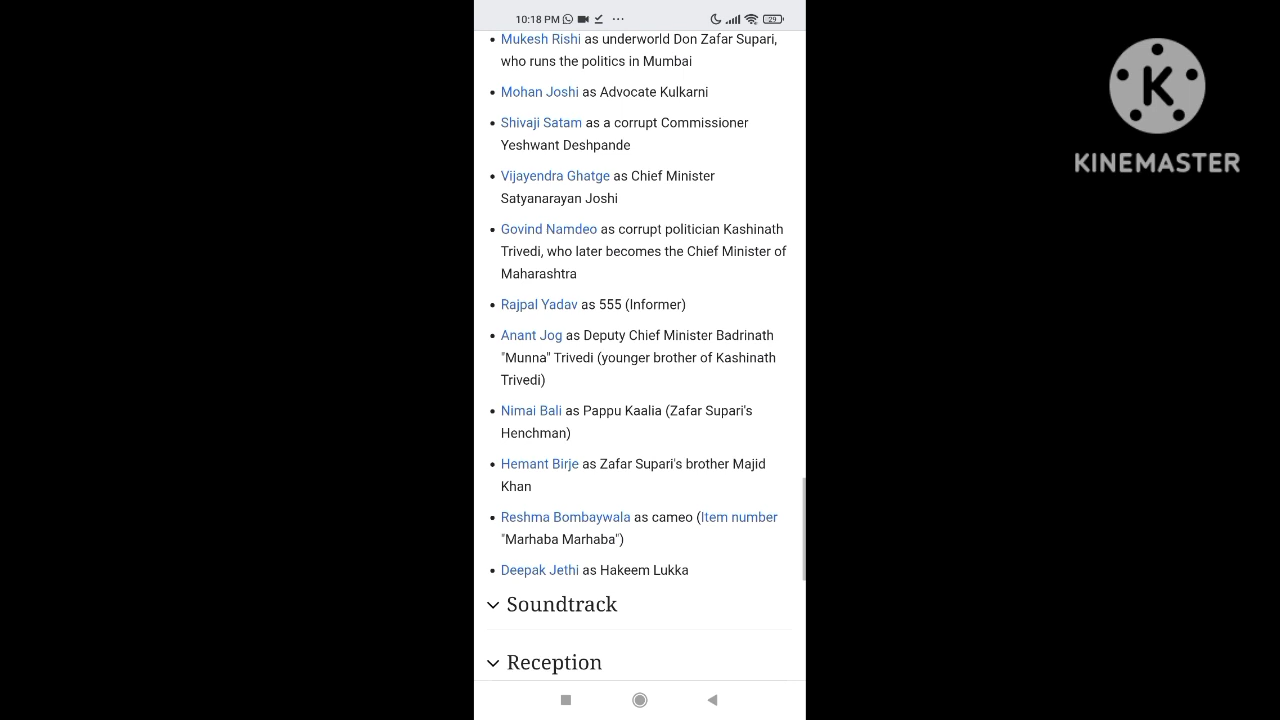 10:18 PM
29
Mukesh Rishi as underworld Don Zafar Supari,
who runs the politics in Mumbai
Mohan Joshi as Advocate Kulkarni
Shivaji Satam as a corrupt Commissioner
Yeshwant Deshpande
Vijayendra Ghatge as Chief Minister
Satyanarayan Joshi
Govind Namdeo as corrupt politician Kashinath
Trivedi, who later becomes the Chief Minister of
Maharashtra
Rajpal Yadav as 555 (Informer)
Anant Jog as Deputy Chief Minister Badrinath
"Munna" Trivedi (younger brother of Kashinath
Trivedi)
Nimai Bali as Pappu Kaalia (Zafar Supari's
Henchman)
Hemant Birje as Zafar Supari's brother Majid
Khan
Reshma Bombaywala as cameo (Item number
"Marhaba Marhaba")
Deepak Jethi as Hakeem Lukka
Soundtrack
Reception
K
KINEMASTER